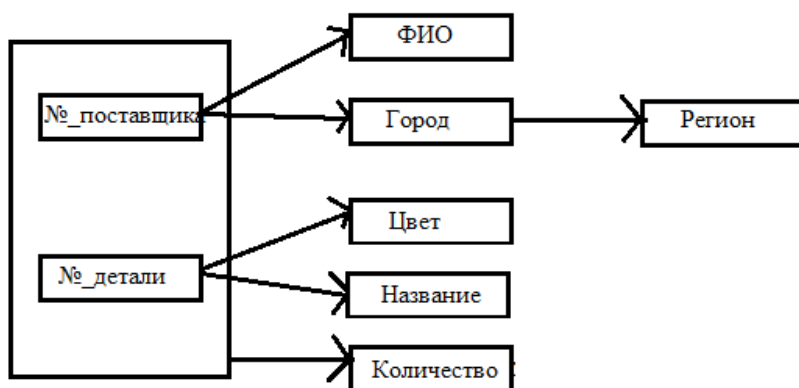 ФИО
№_поставщика
Город
Регион
Цвет
№_детали
Название
Количество